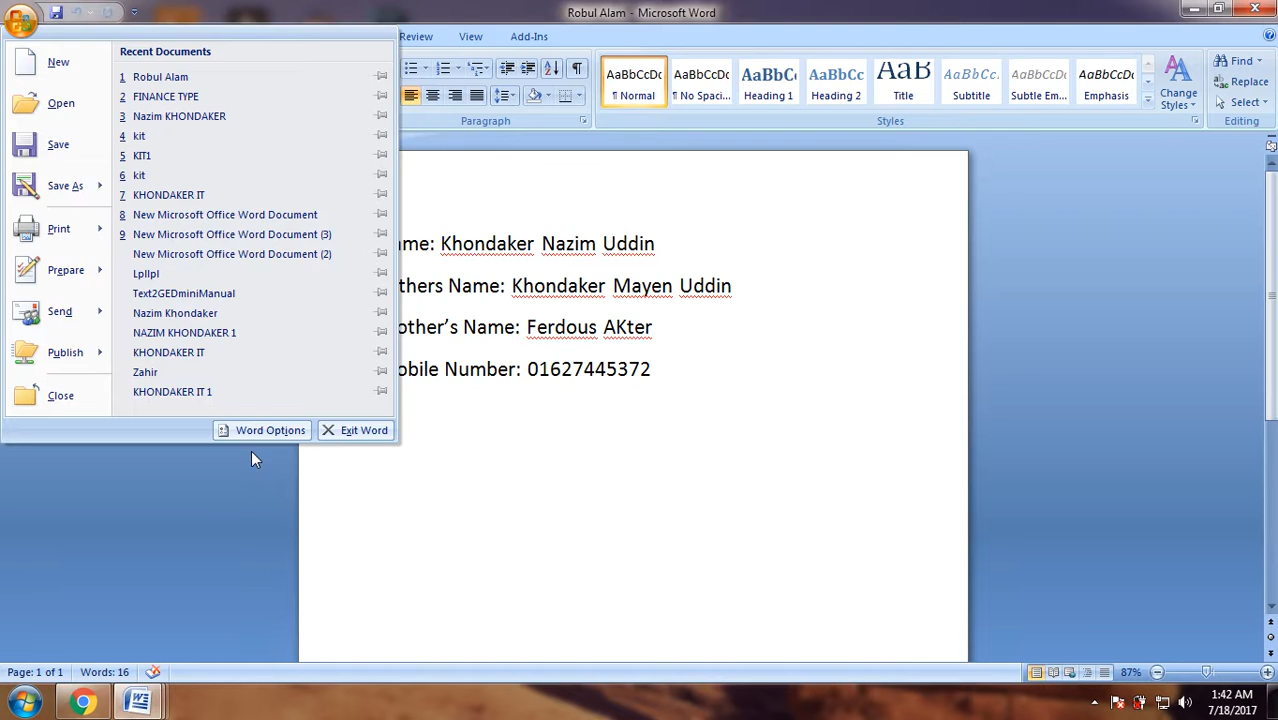 Robul Alam - Microsoft Word
Review View Add-Ins
New
Open
Save
Save As
Print
Prepare
Send
Publish
Close
Recent Documents
1 Robul Alam
2 FINANCE TYPE
3 Nazim KHONDAKER
4 kit
5 KIT1
6 kit
7 KHONDAKER IT
8 New Microsoft Office Word Document
9 New Microsoft Office Word Document (3)
New Microsoft Office Word Document (2)
LpIlpl
Text2GEDminiManual
Nazim Khondaker
NAZIM KHONDAKER 1
KHONDAKER IT
Zahir
KHONDAKER IT 1
Word Options
Exit Word
AaBbCcDc AaBbCcDc AaBbCc AaBbCc AaB AaBbCc. AaBbCcDc AaBbCcDc
¶ Normal ¶ No Spaci... Heading 1 Heading 2 Title Subtitle Subtle Em... Emphasis
Change Styles
Find
Replace
Select
Paragraph Styles Editing
ame: Khondaker Nazim Uddin
thers Name: Khondaker Mayen Uddin
other’s Name: Ferdous AKter
obile Number: 01627445372
Page: 1 of 1 Words: 16 87%
1:42 AM
7/18/2017